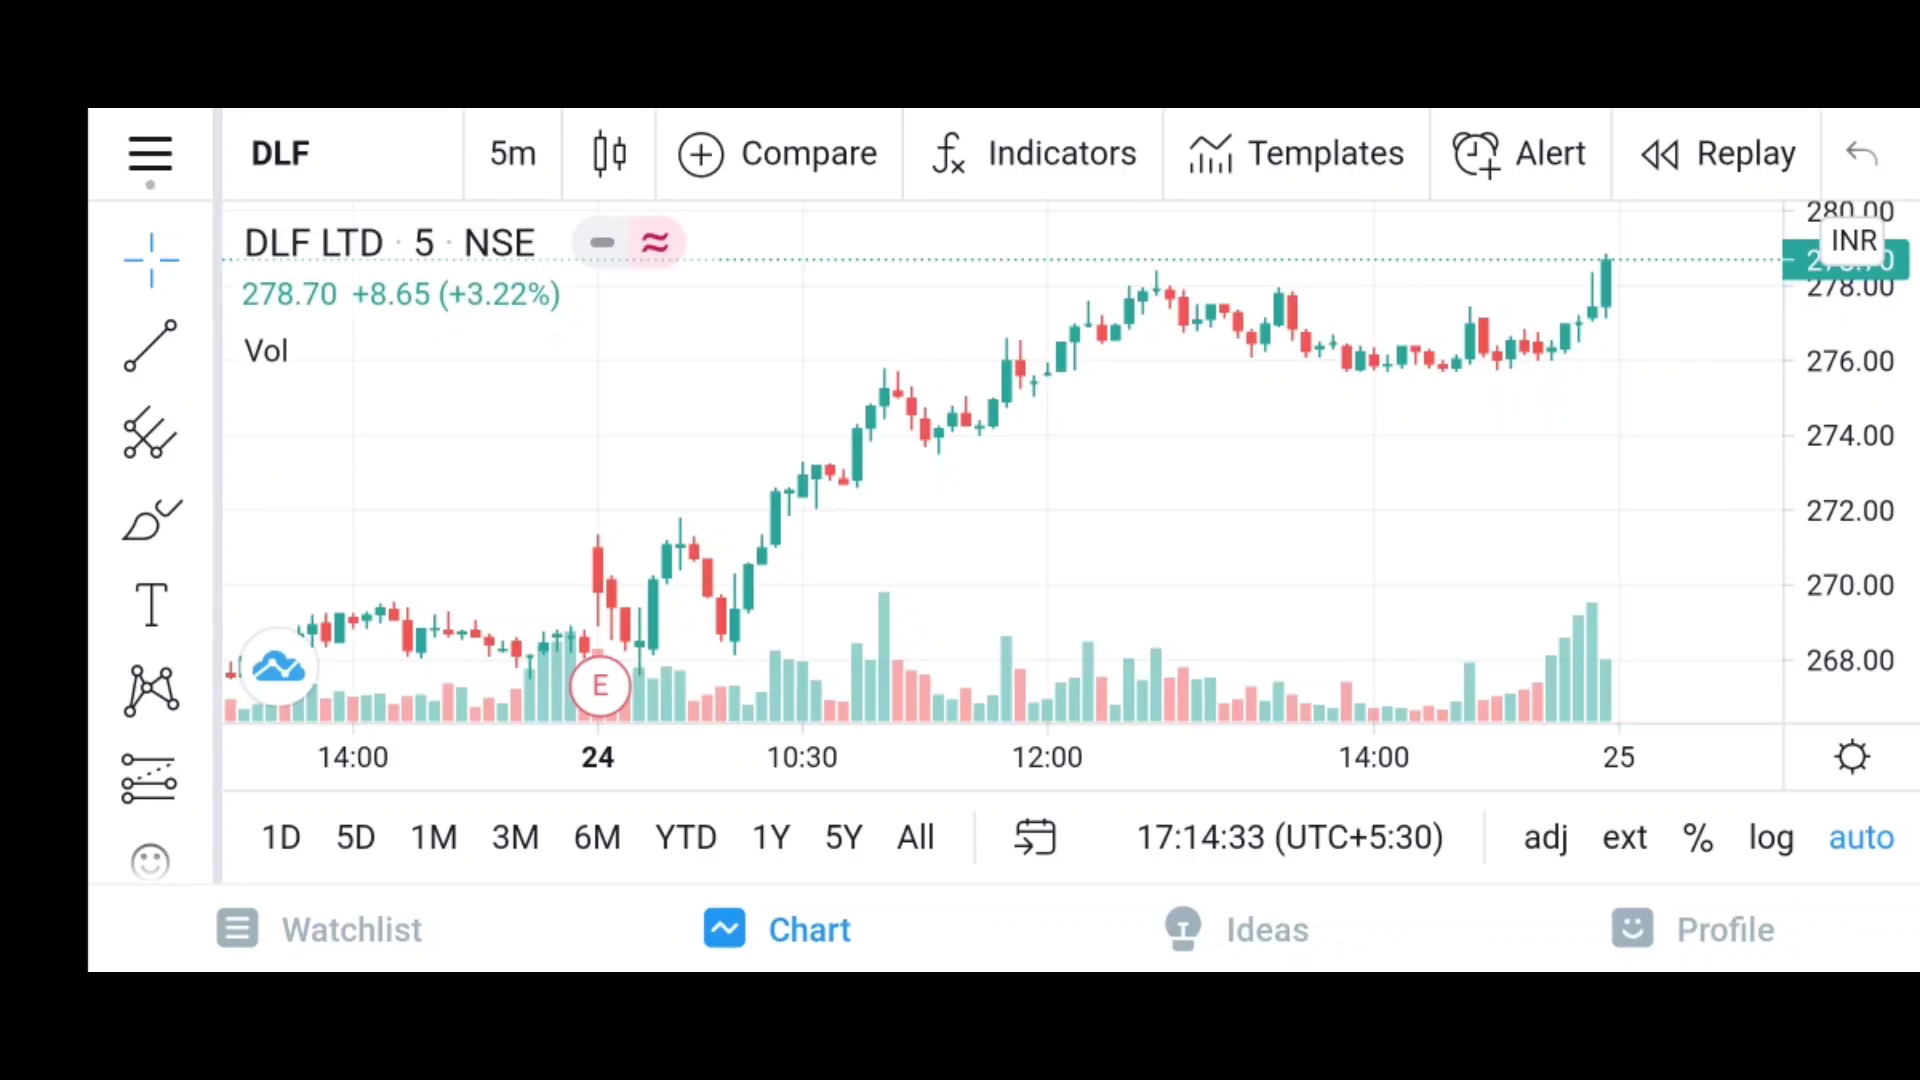 DLF 5m Compare fx Indicators Templates Alert Replay
DLF LTD · 5 · NSE
278.70 +8.65 (+3.22%)
Vol
280.00
INR
278.00
276.00
274.00
272.00
270.00
268.00
E
14:00 24 10:30 12:00 14:00 25
1D 5D 1M 3M 6M YTD 1Y 5Y All 17:14:33 (UTC+5:30) adj ext % log auto
Watchlist Chart Ideas Profile